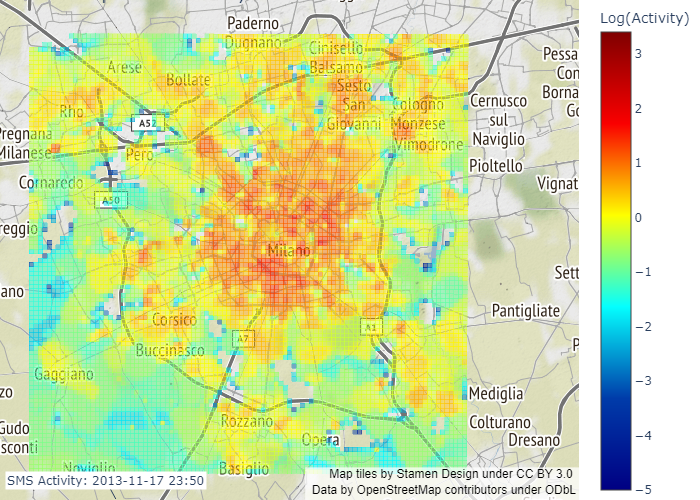 Paderno
Dugnano
Cinisello
Balsamo
Arese
Bollate
Sesto
San
Giovanni
Rho
Cologno
Monzese
Vimodrone
Cernusco
sul
Naviglio
Pioltello
A52
Pregnana
Milanese
Pero
Cornaredo
A50
Vignat
reggio
Milano
Sett
ano
Pantigliate
Corsico
A7
A1
Buccinasco
Gaggiano
Mediglia
Rozzano
Colturano
Dresano
Opera
Gudo
sconti
Noviglio
Basiglio
Pessa
Con
Borna
Go
zo
P
SMS Activity: 2013-11-17 23:50
Map tiles by Stamen Design under CC BY 3.0
Data by OpenStreetMap contributors under ODbL
Log(Activity)
3
2
1
0
−1
−2
−3
−4
−5